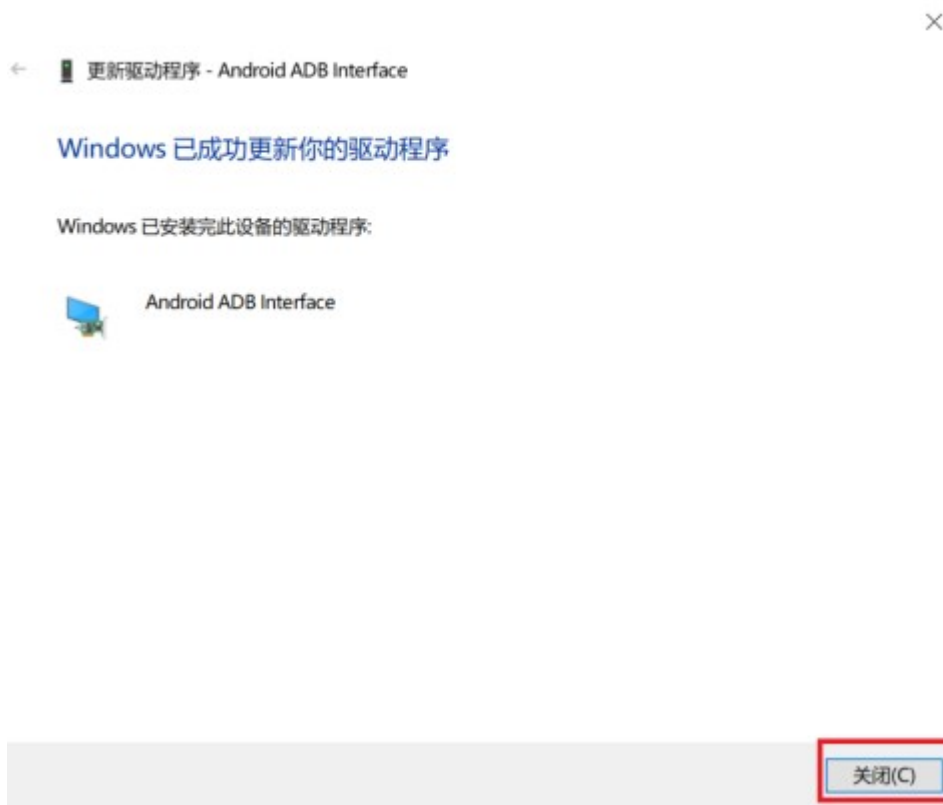 更新驱动程序 - Android ADB Interface
Windows 已成功更新你的驱动程序
Windows 已安装完此设备的驱动程序:
Android ADB Interface
关闭(C)